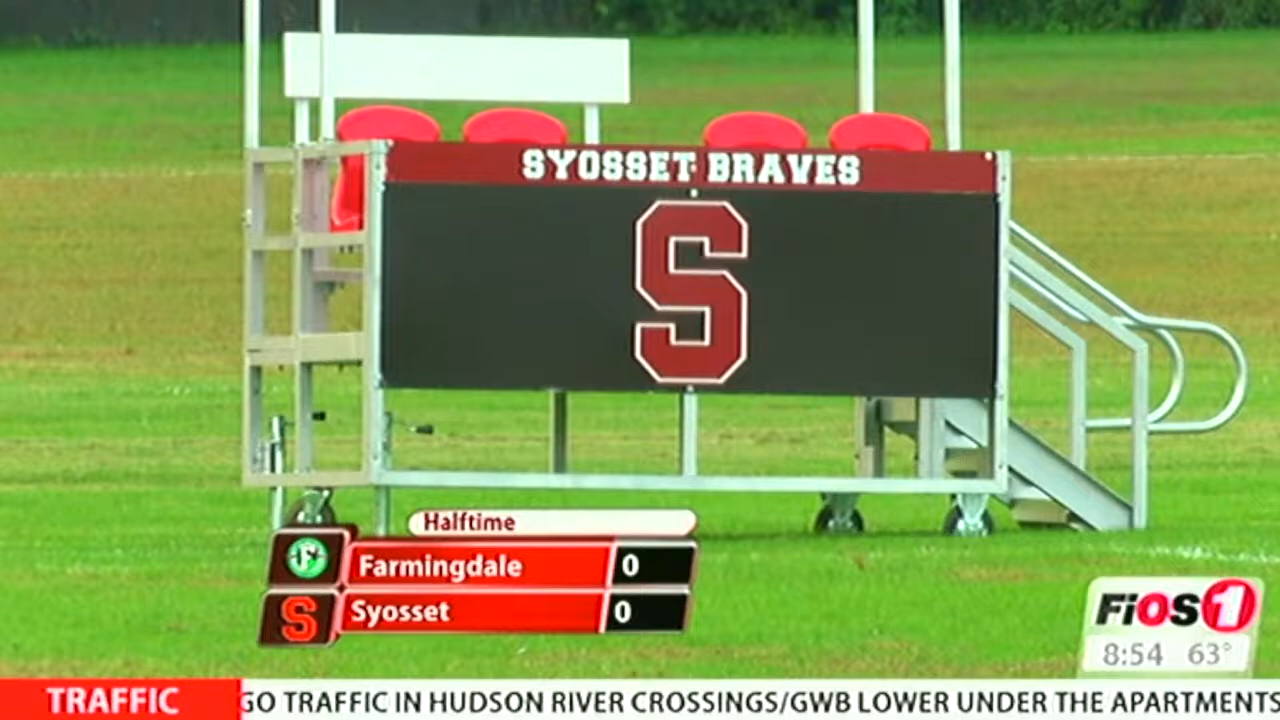 SYOSSET BRAVES
S
Halftime
Farmingdale 0
S Syosset 0
FiOS1
8:54 63°
TRAFFIC GO TRAFFIC IN HUDSON RIVER CROSSINGS/GWB LOWER UNDER THE APARTMENTS